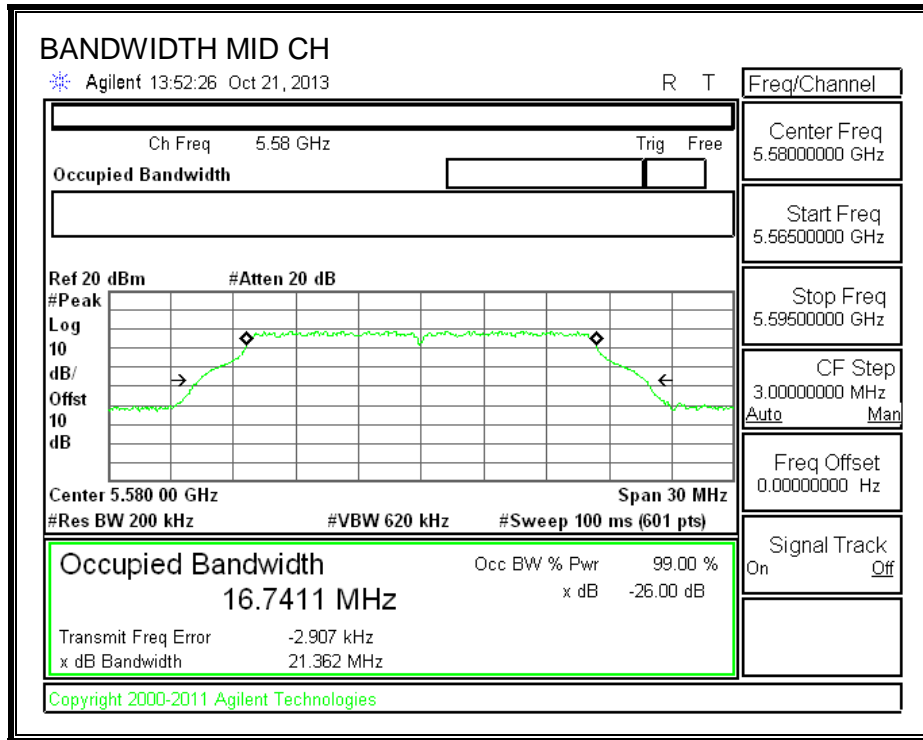 BANDWIDTH MID CH
Agilent 13:52:26 Oct 21, 2013 R T
Freq/Channel
Ch Freq 5.58 GHz Trig Free
Occupied Bandwidth
Center Freq
5.58000000 GHz
Start Freq
5.56500000 GHz
Stop Freq
5.59500000 GHz
CF Step
3.00000000 MHz
Auto Man
Freq Offset
0.00000000 Hz
Signal Track
On Off
Ref 20 dBm #Atten 20 dB
#Peak
Log
10
dB/
Offst
10
dB
Center 5.580 00 GHz Span 30 MHz
#Res BW 200 kHz #VBW 620 kHz #Sweep 100 ms (601 pts)
Occupied Bandwidth Occ BW % Pwr 99.00 %
16.7411 MHz x dB -26.00 dB
Transmit Freq Error -2.907 kHz
x dB Bandwidth 21.362 MHz
Copyright 2000-2011 Agilent Technologies